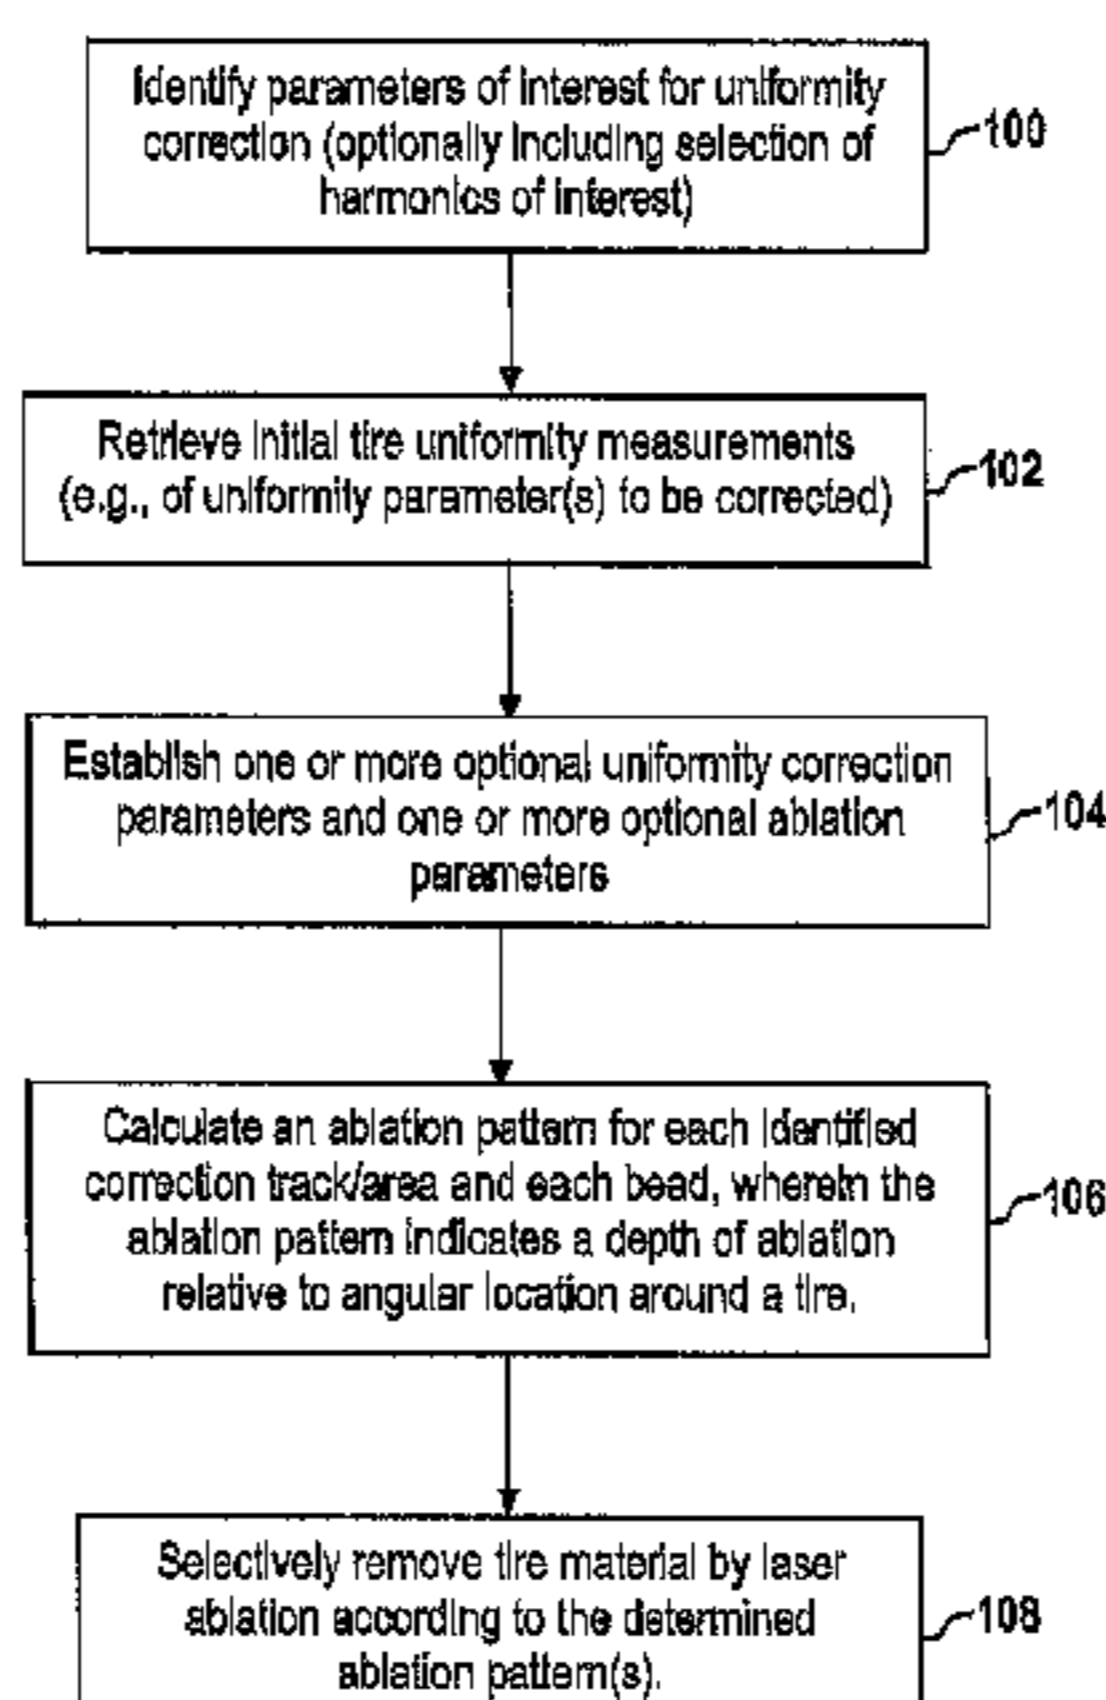 Identify parameters of interest for uniformity
correction (optionally including selection of
harmonics of interest)
100
Retrieve initial tire uniformity measurements
(e.g., of uniformity parameter(s) to be corrected)
102
Establish one or more optional uniformity correction
parameters and one or more optional ablation
parameters
104
Calculate an ablation pattern for each identified
correction track/area and each bead, wherein the
ablation pattern indicates a depth of ablation
relative to angular location around a tire.
106
Selectively remove tire material by laser
ablation according to the determined
ablation pattern(s).
108